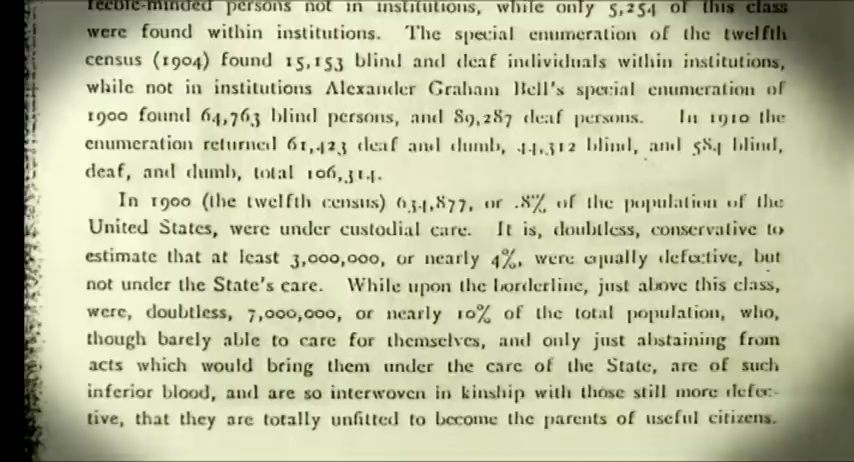 feeble-minded persons not in institutions, while only 5,254 of this class
were found within institutions. The special enumeration of the twelfth
census (1904) found 15,153 blind and deaf individuals within institutions,
while not in institutions Alexander Graham Bell's special enumeration of
1900 found 64,763 blind persons, and 89,287 deaf persons. In 1910 the
enumeration returned 61,423 deaf and dumb, 44,312 blind, and 584 blind,
deaf, and dumb, total 106,314.
In 1900 (the twelfth census) 634,877, or .8% of the population of the
United States, were under custodial care. It is, doubtless, conservative to
estimate that at least 3,000,000, or nearly 4%, were equally defective, but
not under the State's care. While upon the borderline, just above this class,
were, doubtless, 7,000,000, or nearly 10% of the total population, who,
though barely able to care for themselves, and only just abstaining from
acts which would bring them under the care of the State, are of such
inferior blood, and are so interwoven in kinship with those still more defec-
tive, that they are totally unfitted to become the parents of useful citizens.